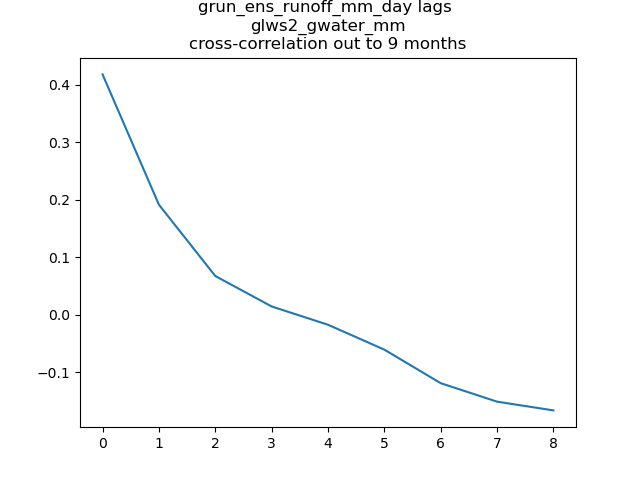 grun_ens_runoff_mm_day lags
glws2_gwater_mm
cross-correlation out to 9 months
0.4
0.3
0.2
0.1
0.0
−0.1
0 1 2 3 4 5 6 7 8